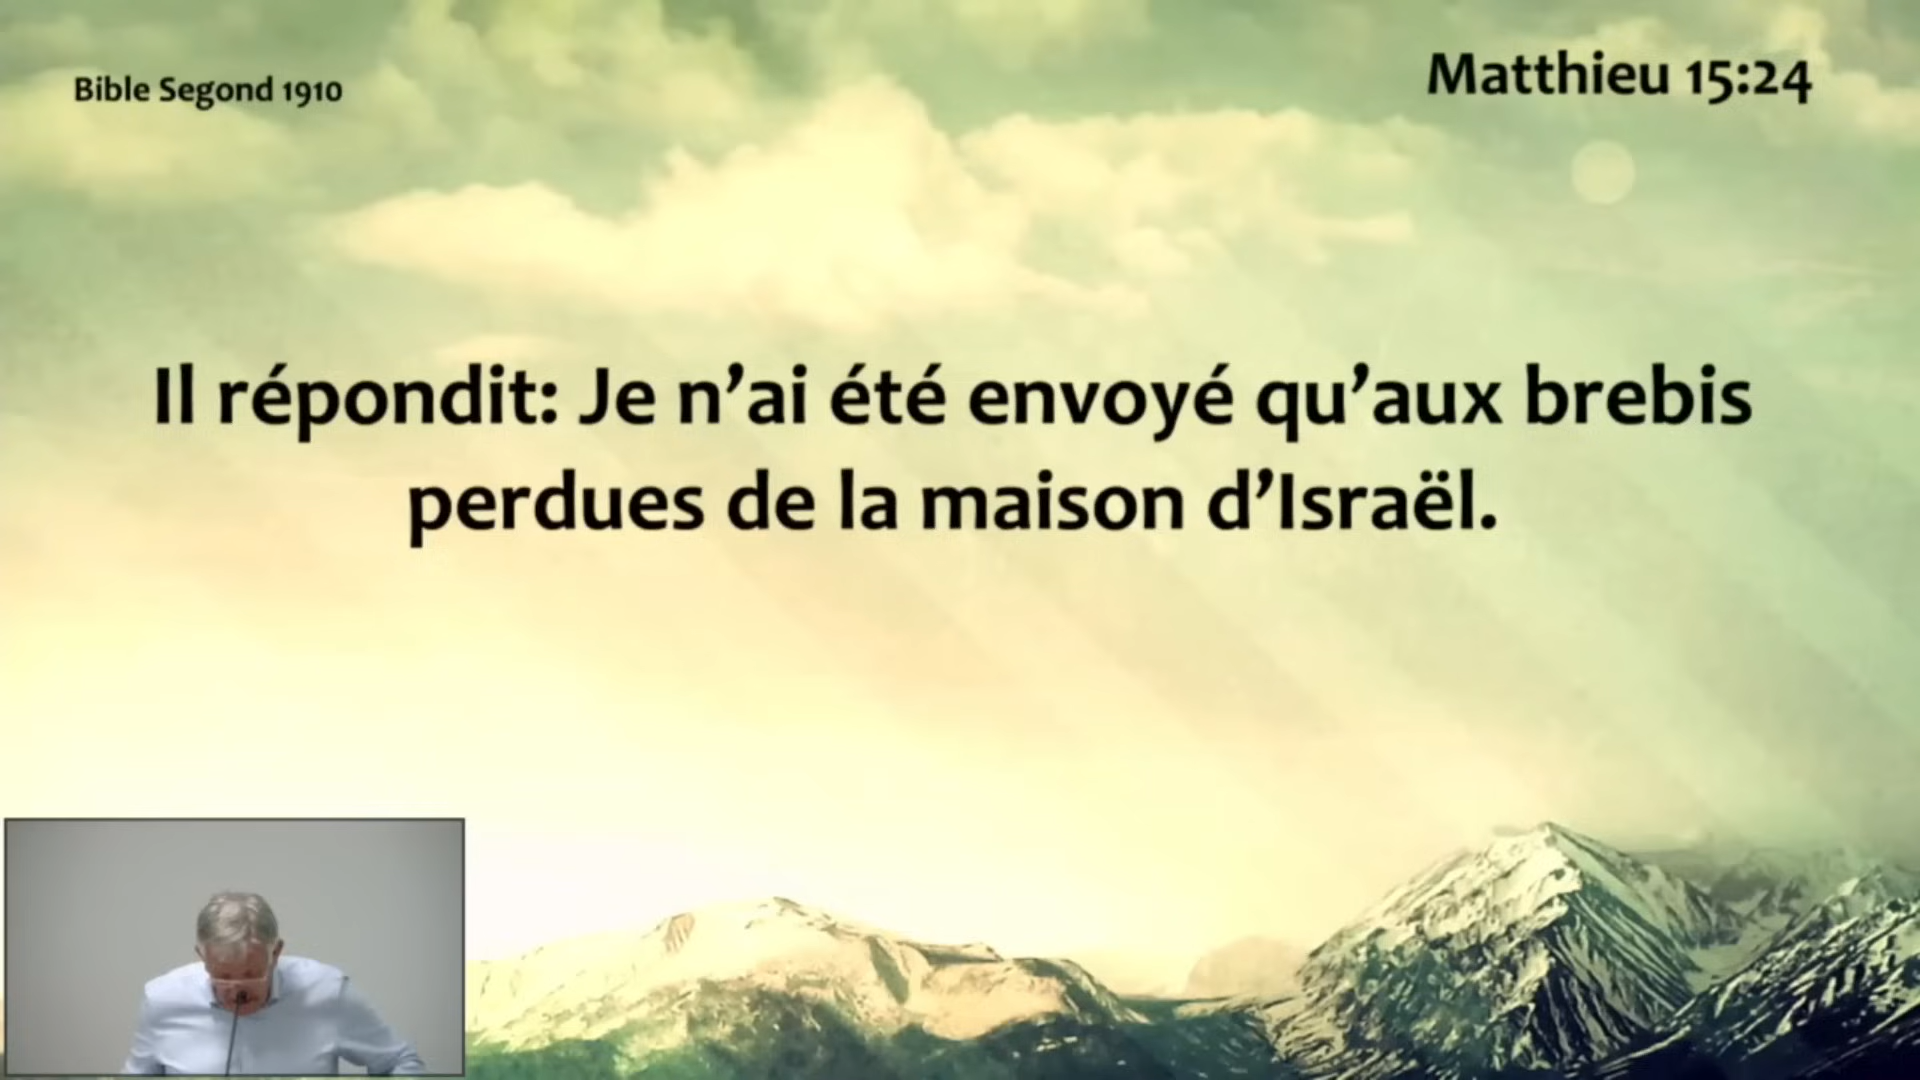 Bible Segond 1910
Matthieu 15:24
Il répondit: Je n’ai été envoyé qu’aux brebis
perdues de la maison d’Israël.